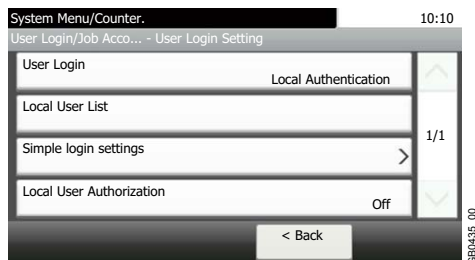 System Menu/Counter.
10:10
User Login/Job Acco... - User Login Setting
User Login
Local Authentication
Local User List
Simple login settings
>
Local User Authorization
Off
1/1
< Back
GB0435_00